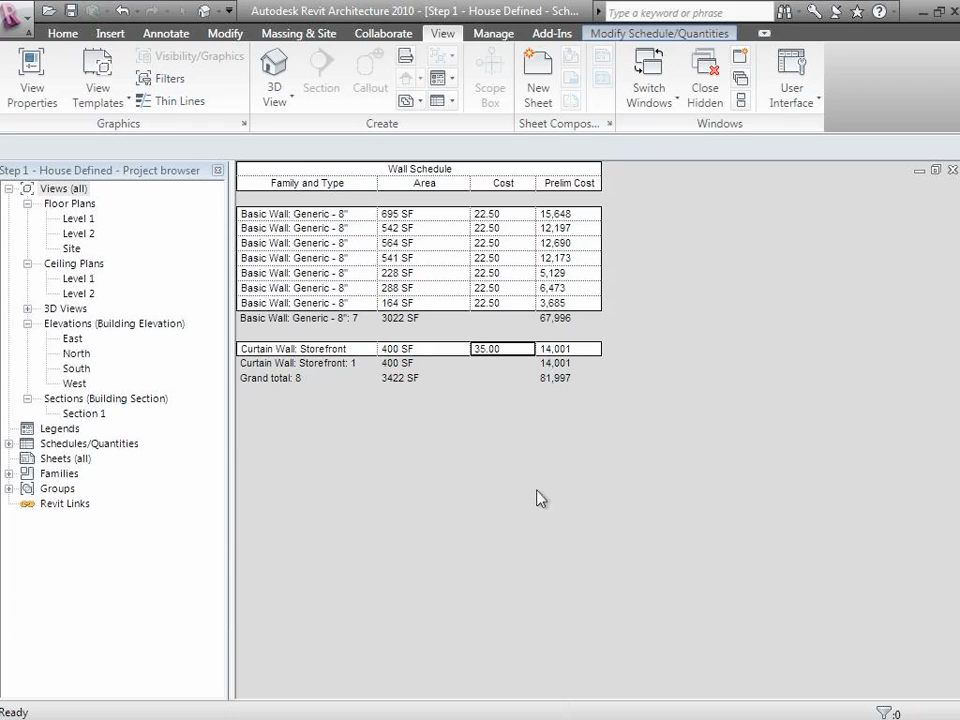 Autodesk Revit Architecture 2010 - [Step 1 - House Defined - Sch...
Type a keyword or phrase
Home Insert Annotate Modify Massing & Site Collaborate View Manage Add-Ins Modify Schedule/Quantities
View Properties
View Templates
Visibility/Graphics
Filters
Thin Lines
3D View
Section
Callout
Scope Box
New Sheet
Switch Windows
Close Hidden
User Interface
Graphics
Create
Sheet Compos...
Windows
Step 1 - House Defined - Project browser
Views (all)
Floor Plans
Level 1
Level 2
Site
Ceiling Plans
Level 1
Level 2
3D Views
Elevations (Building Elevation)
East
North
South
West
Sections (Building Section)
Section 1
Legends
Schedules/Quantities
Sheets (all)
Families
Groups
Revit Links
Wall Schedule
Family and Type Area Cost Prelim Cost
Basic Wall: Generic - 8" 695 SF 22.50 15,648
Basic Wall: Generic - 8" 542 SF 22.50 12,197
Basic Wall: Generic - 8" 564 SF 22.50 12,690
Basic Wall: Generic - 8" 541 SF 22.50 12,173
Basic Wall: Generic - 8" 228 SF 22.50 5,129
Basic Wall: Generic - 8" 288 SF 22.50 6,473
Basic Wall: Generic - 8" 164 SF 22.50 3,685
Basic Wall: Generic - 8": 7 3022 SF 67,996
Curtain Wall: Storefront 400 SF 35.00 14,001
Curtain Wall: Storefront: 1 400 SF 14,001
Grand total: 8 3422 SF 81,997
Ready
:0